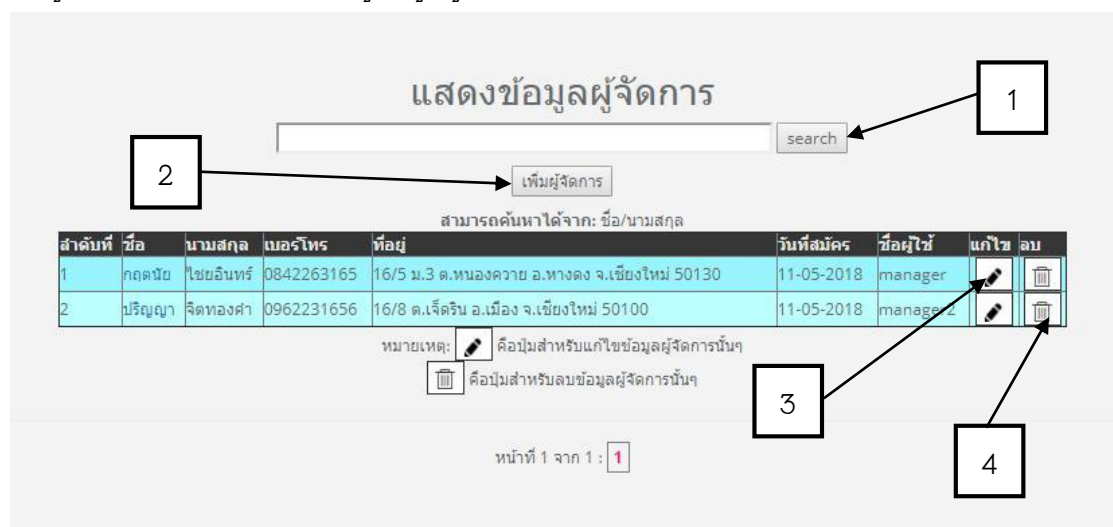 แสดงข้อมูลผู้จัดการ
1
search
2
เพิ่มผู้จัดการ
สามารถค้นหาได้จาก: ชื่อ/นามสกุล
ลำดับที่ ชื่อ นามสกุล เบอร์โทร ที่อยู่ วันที่สมัคร ชื่อผู้ใช้ แก้ไข ลบ
1 กฤตนัย ไชยอินทร์ 0842263165 16/5 ม.3 ต.หนองควาย อ.หางดง จ.เชียงใหม่ 50130 11-05-2018 manager
2 ปริญญา จิตทองคำ 0962231656 16/8 ต.เจ็ดริน อ.เมือง จ.เชียงใหม่ 50100 11-05-2018 manager2
หมายเหตุ: คือปุ่มสำหรับแก้ไขข้อมูลผู้จัดการนั้นๆ
คือปุ่มสำหรับลบข้อมูลผู้จัดการนั้นๆ
3
หน้าที่ 1 จาก 1 : 1
4